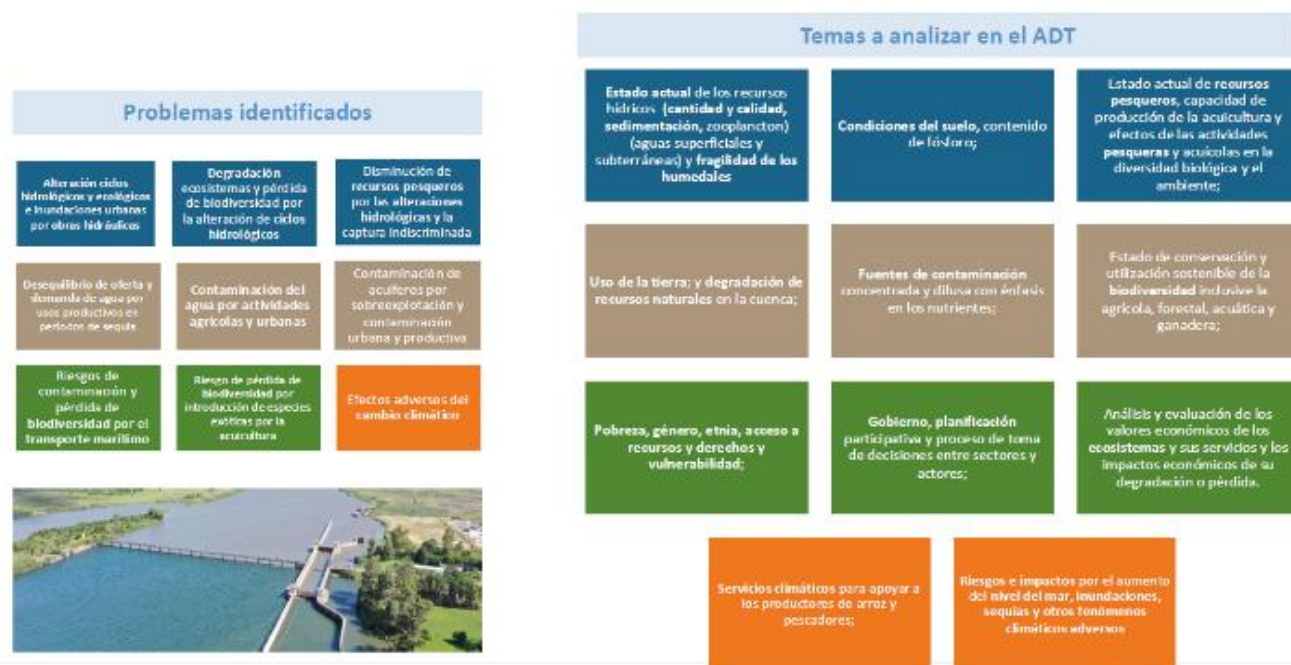 Problemas identificados
Alteración ciclos
hidrológicos y ecológicos
e inundaciones urbanas
por obras hidráulicas
Degradación
ecosistemas y pérdida
de biodiversidad por
la alteración de ciclos
hidrológicos
Disminución de
recursos pesqueros
por las alteraciones
hidrológicas y la
captura indiscriminada
Desequilibrio de oferta y
demanda de agua por
usos productivos en
períodos de sequía
Contaminación del
agua por actividades
agrícolas y urbanas
Contaminación de
acuíferos por
sobreexplotación y
contaminación
urbana y productiva
Riesgos de
contaminación y
pérdida de
biodiversidad por el
transporte marítimo
Riesgo de pérdida de
biodiversidad por
introducción de especies
exóticas por la
acuicultura
Efectos adversos del
cambio climático
Temas a analizar en el ADT
Estado actual de los recursos
hídricos (cantidad y calidad,
sedimentación, zooplancton)
(aguas superficiales y
subterráneas) y fragilidad de los
humedales
Condiciones del suelo, contenido
de fósforo;
Estado actual de recursos
pesqueros, capacidad de
producción de la acuicultura y
efectos de las actividades
pesqueras y acuícolas en la
diversidad biológica y el
ambiente;
Uso de la tierra; y degradación de
recursos naturales en la cuenca;
Fuentes de contaminación
concentrada y difusa con énfasis
en los nutrientes;
Estado de conservación y
utilización sostenible de la
biodiversidad inclusive la
agrícola, forestal, acuática y
ganadera;
Pobreza, género, etnia, acceso a
recursos y derechos y
vulnerabilidad;
Gobierno, planificación
participativa y proceso de toma
de decisiones entre sectores y
actores;
Análisis y evaluación de los
valores económicos de los
ecosistemas y sus servicios y los
impactos económicos de su
degradación o pérdida.
Servicios climáticos para apoyar a
los productores de arroz y
pescadores;
Riesgos e impactos por el aumento
del nivel del mar, inundaciones,
sequías y otros fenómenos
climáticos adversos